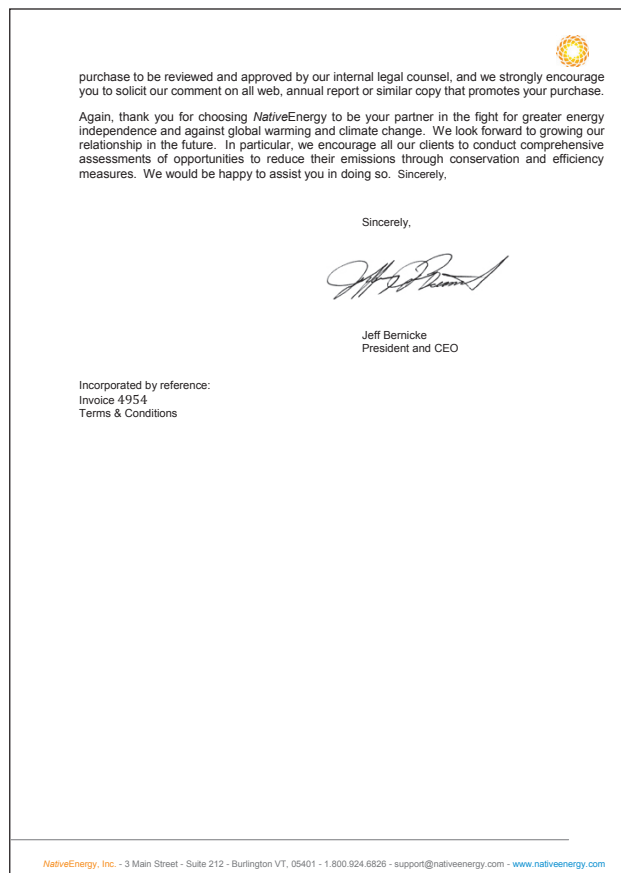 purchase to be reviewed and approved by our internal legal counsel, and we strongly encourage
you to solicit our comment on all web, annual report or similar copy that promotes your purchase.
Again, thank you for choosing NativeEnergy to be your partner in the fight for greater energy
independence and against global warming and climate change. We look forward to growing our
relationship in the future. In particular, we encourage all our clients to conduct comprehensive
assessments of opportunities to reduce their emissions through conservation and efficiency
measures. We would be happy to assist you in doing so. Sincerely,
Sincerely,
Jeff Bernicke
President and CEO
Incorporated by reference:
Invoice 4954
Terms & Conditions
NativeEnergy, Inc. - 3 Main Street - Suite 212 - Burlington VT, 05401 - 1.800.924.6826 - support@nativeenergy.com - www.nativeenergy.com